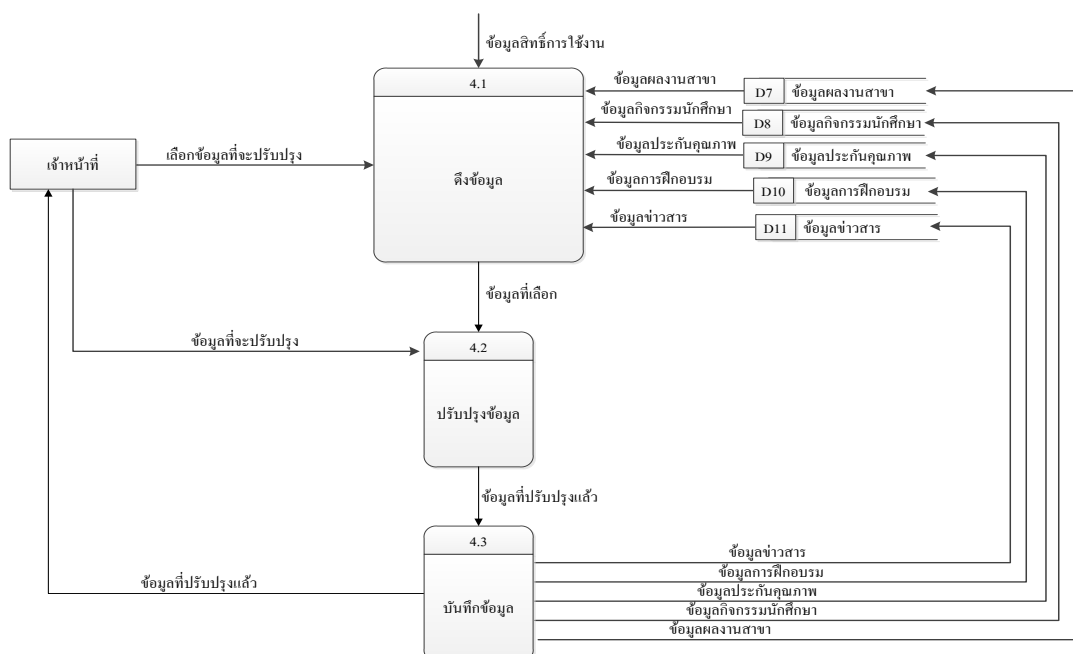 ข้อมูลสิทธิ์การใช้งาน
4.1
ดึงข้อมูล
ข้อมูลผลงานสาขา
D7 ข้อมูลผลงานสาขา
ข้อมูลกิจกรรมนักศึกษา
D8 ข้อมูลกิจกรรมนักศึกษา
ข้อมูลประกันคุณภาพ
D9 ข้อมูลประกันคุณภาพ
ข้อมูลการฝึกอบรม
D10 ข้อมูลการฝึกอบรม
ข้อมูลข่าวสาร
D11 ข้อมูลข่าวสาร
เจ้าหน้าที่
เลือกข้อมูลที่จะปรับปรุง
ข้อมูลที่เลือก
ข้อมูลที่จะปรับปรุง
4.2
ปรับปรุงข้อมูล
ข้อมูลที่ปรับปรุงแล้ว
4.3
บันทึกข้อมูล
ข้อมูลที่ปรับปรุงแล้ว
ข้อมูลข่าวสาร
ข้อมูลการฝึกอบรม
ข้อมูลประกันคุณภาพ
ข้อมูลกิจกรรมนักศึกษา
ข้อมูลผลงานสาขา